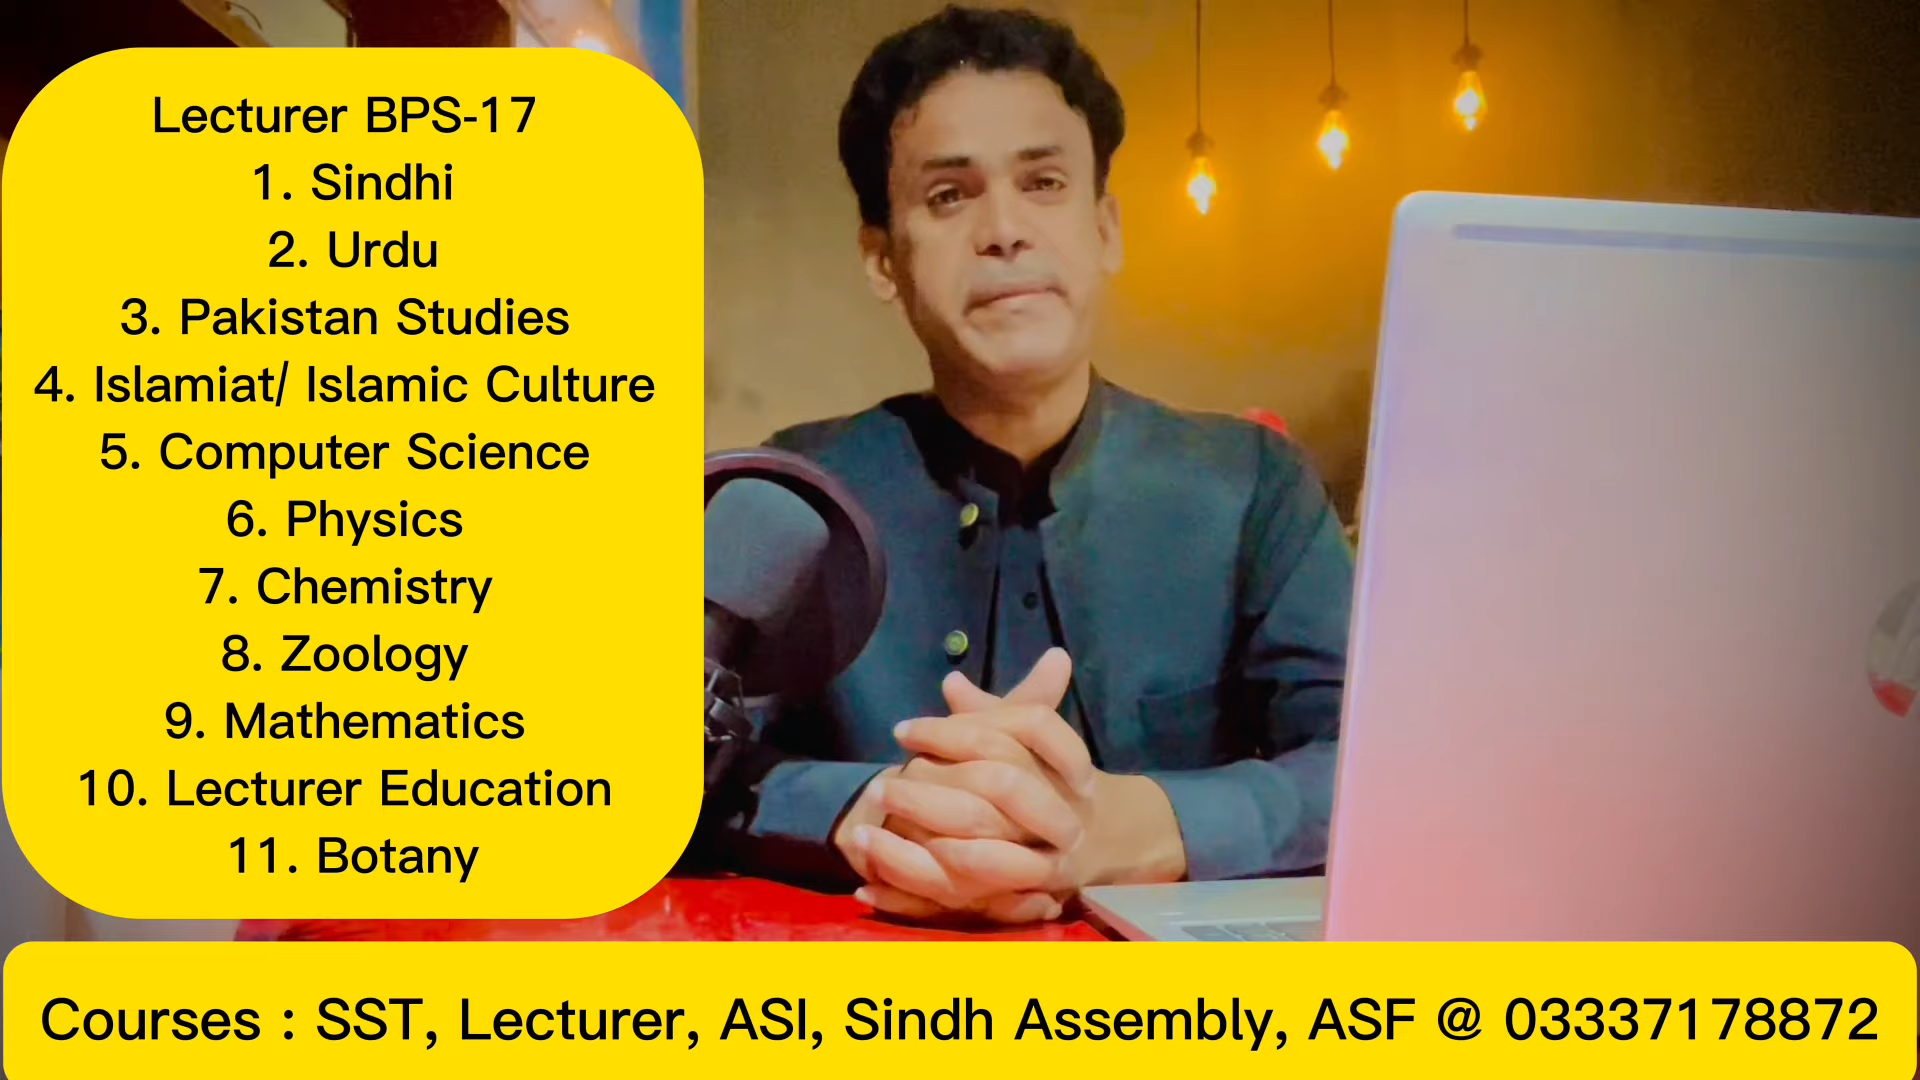 Lecturer BPS-17
1. Sindhi
2. Urdu
3. Pakistan Studies
4. Islamiat/ Islamic Culture
5. Computer Science
6. Physics
7. Chemistry
8. Zoology
9. Mathematics
10. Lecturer Education
11. Botany
Courses : SST, Lecturer, ASI, Sindh Assembly, ASF @ 03337178872